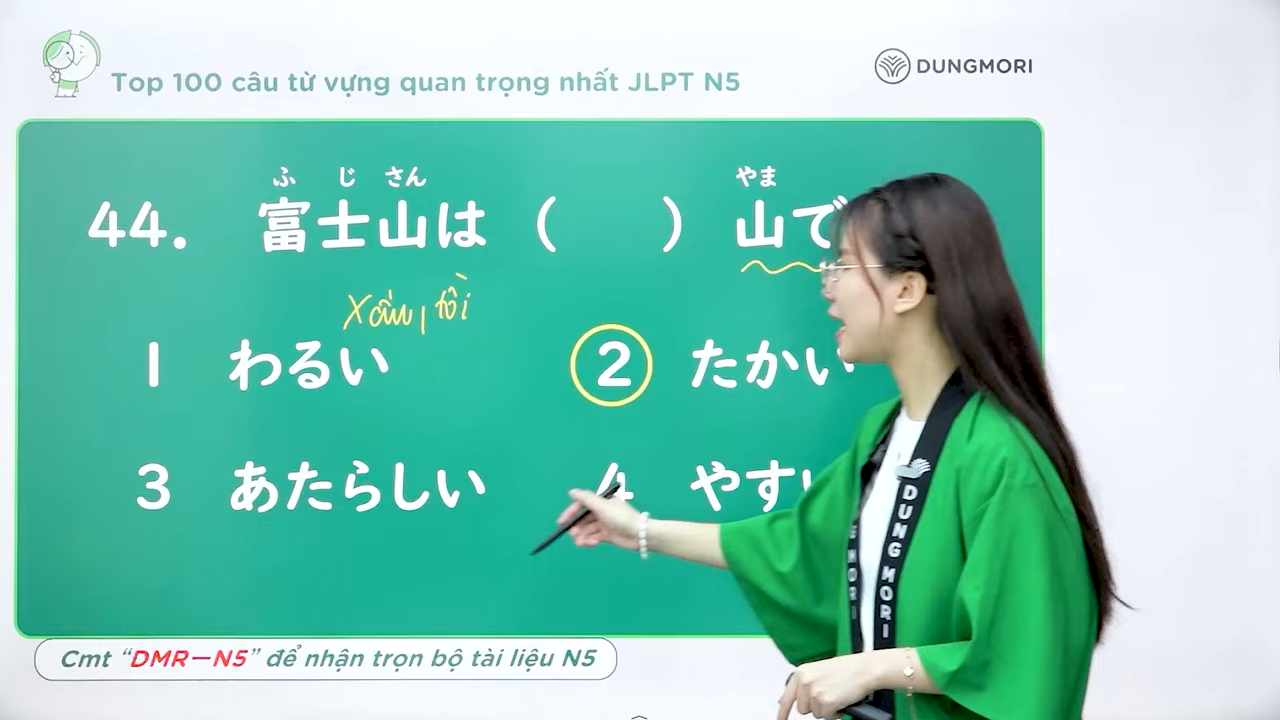 Top 100 câu từ vựng quan trọng nhất JLPT N5
DUNGMORI
ふ じ さん やま
44. 富士山は ( ) 山で
Xấu, tồi
1 わるい
2 たかい
3 あたらしい
4 やす
DUNGMORI
MORI
Cmt “DMR–N5” để nhận trọn bộ tài liệu N5